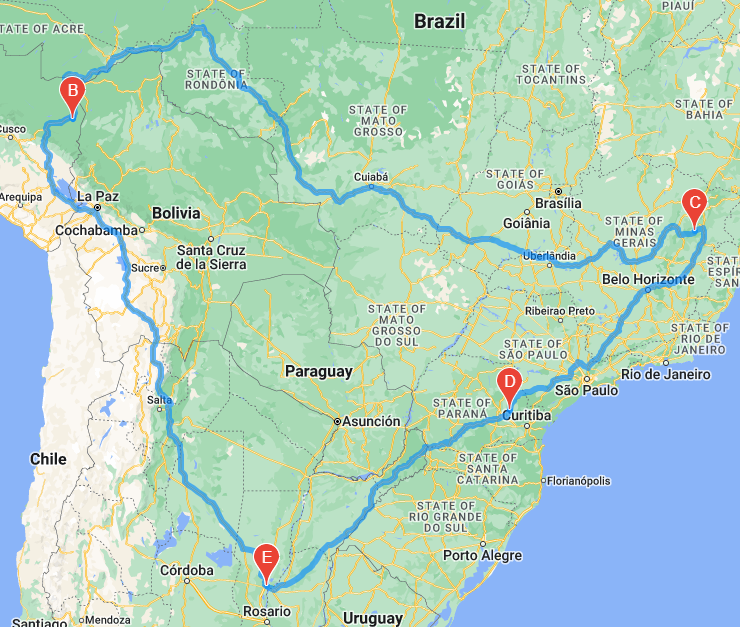 PIAUÍ
Brazil
STATE OF ACRE
STATE OF
RONDÔNIA
STATE OF
TOCANTINS
B
STATE OF
BAHIA
STATE OF
MATO
GROSSO
Cusco
Cuiabá
STATE OF
GOIÁS
Arequipa
La Paz
Brasília
C
Bolivia
Goiânia
STATE OF
MINAS
GERAIS
Cochabamba
Santa Cruz
de la Sierra
Uberlândia
Sucre
STATE
ESPÍR
SAN
Belo Horizonte
STATE OF
MATO
GROSSO
DO SUL
Ribeirao Preto
STATE OF
RIO DE
JANEIRO
STATE OF
SÃO PAULO
Paraguay
D
Rio de Janeiro
São Paulo
Salta
STATE OF
PARANÁ
Asunción
Curitiba
Chile
STATE OF
SANTA
CATARINA
Florianópolis
STATE OF
RIO GRANDE
DO SUL
E
Porto Alegre
Córdoba
Rosario
Mendoza
Uruguay
Santiago